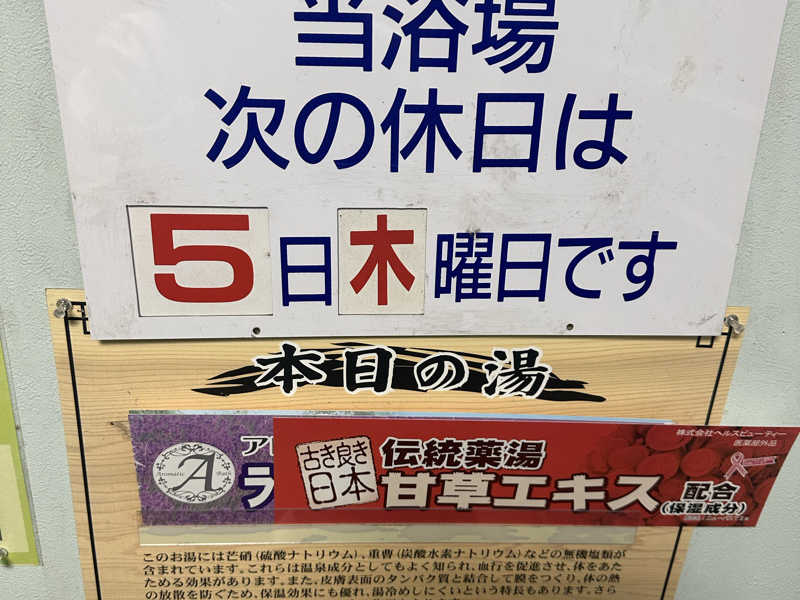 当浴場
次の休日は
5日木曜日です
本日の湯
Aromatic Bath
A
アロ
ラ
古き良き
日本
伝統薬湯
甘草エキス
配合
(保湿成分)
株式会社ヘルスビューティー
医薬部外品
このお湯には芒硝(硫酸ナトリウム)、重曹(炭酸水素ナトリウム)などの無機塩類が
含まれています。これらは温泉成分としてもよく知られ、血行を促進させ、体をあた
ためる効果があります。また、皮膚表面のタンパク質と結合して膜をつくり、体の熱
の放散を防ぐため、保温効果にも優れ、湯冷めしにくいという特長もあります。さら